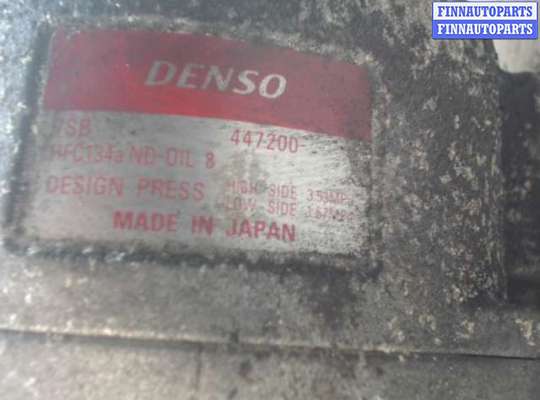 FINNAUTOPARTS
FINNAUTOPARTS
DENSO
447200-
HFC134a ND-OIL 8
DESIGN PRESS HIGH SIDE
LOW SIDE
MADE IN JAPAN